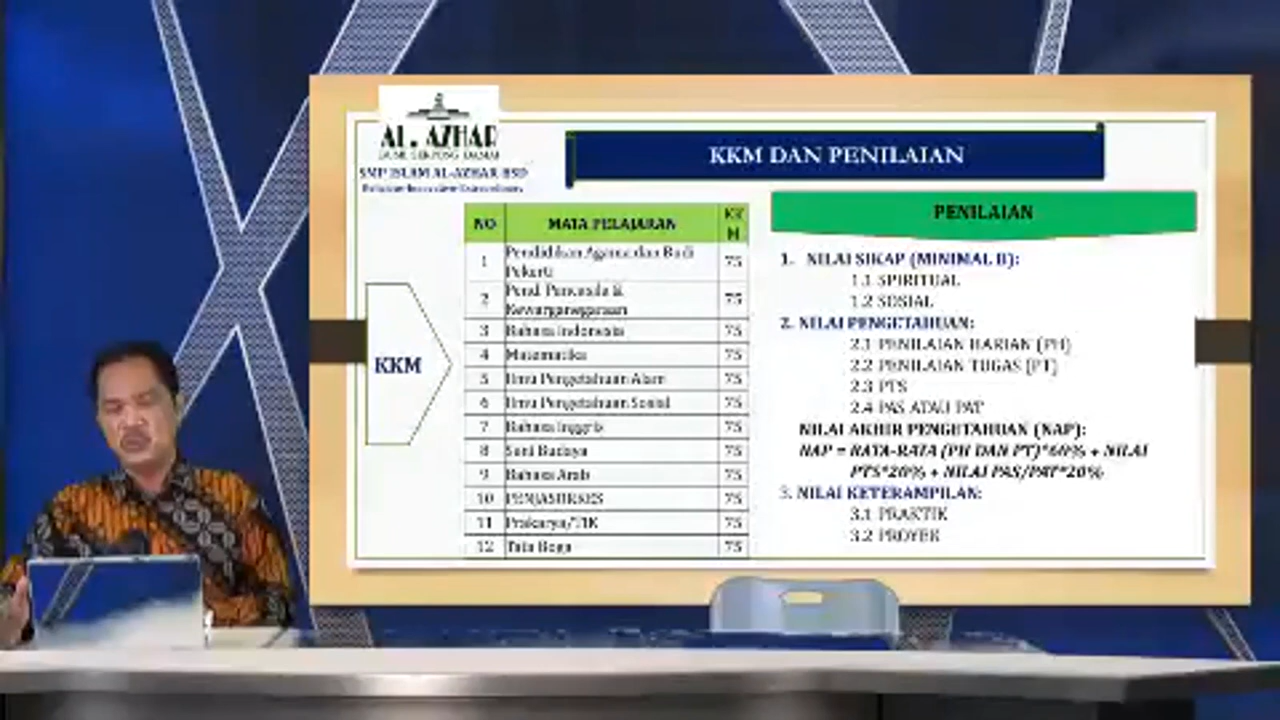 AL. AZHAR
BUMI SERPONG DAMAI
SMP ISLAM AL-AZHAR BSD
KKM DAN PENILAIAN
KKM
NO MATA PELAJARAN KK
M
1 Pendidikan Agama dan Budi
Pekerti 75
2 Pend. Pancasila &
Kewarganegaraan 75
3 Bahasa Indonesia 75
4 Matematika 75
5 Ilmu Pengetahuan Alam 75
6 Ilmu Pengetahuan Sosial 75
7 Bahasa Inggris 75
8 Seni Budaya 75
9 Bahasa Arab 75
10 PENJASORKES 75
11 Prakarya/TIK 75
12 Tata Boga 75
PENILAIAN
1. NILAI SIKAP (MINIMAL B):
1.1 SPIRITUAL
1.2 SOSIAL
2. NILAI PENGETAHUAN:
2.1 PENILAIAN HARIAN (PH)
2.2 PENILAIAN TUGAS (PT)
2.3 PTS
2.4 PAS ATAU PAT
NILAI AKHIR PENGETAHUAN (NAP):
NAP = RATA-RATA (PH DAN PT)*60% + NILAI
PTS*20% + NILAI PAS/PAT*20%
3. NILAI KETERAMPILAN:
3.1 PRAKTIK
3.2 PROYEK